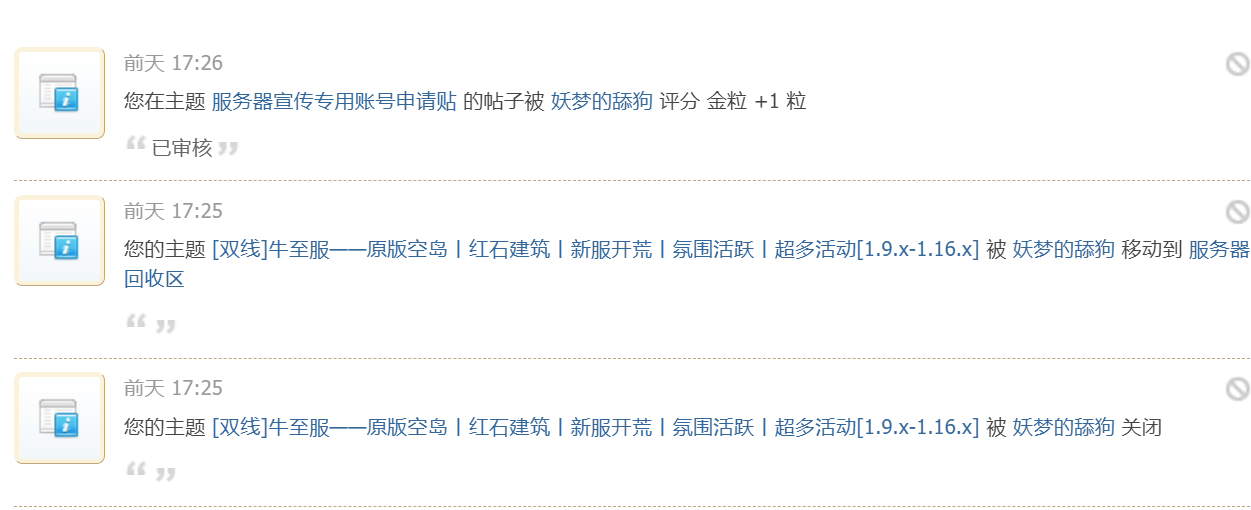 前天 17:26
您在主题 服务器宣传专用账号申请贴 的帖子被 妖梦的舔狗 评分 金粒 +1 粒
“ 已审核 ”
前天 17:25
您的主题 [双线]牛至服——原版空岛丨红石建筑丨新服开荒丨氛围活跃丨超多活动[1.9.x-1.16.x] 被 妖梦的舔狗 移动到 服务器
回收区
“ ”
前天 17:25
您的主题 [双线]牛至服——原版空岛丨红石建筑丨新服开荒丨氛围活跃丨超多活动[1.9.x-1.16.x] 被 妖梦的舔狗 关闭
“ ”